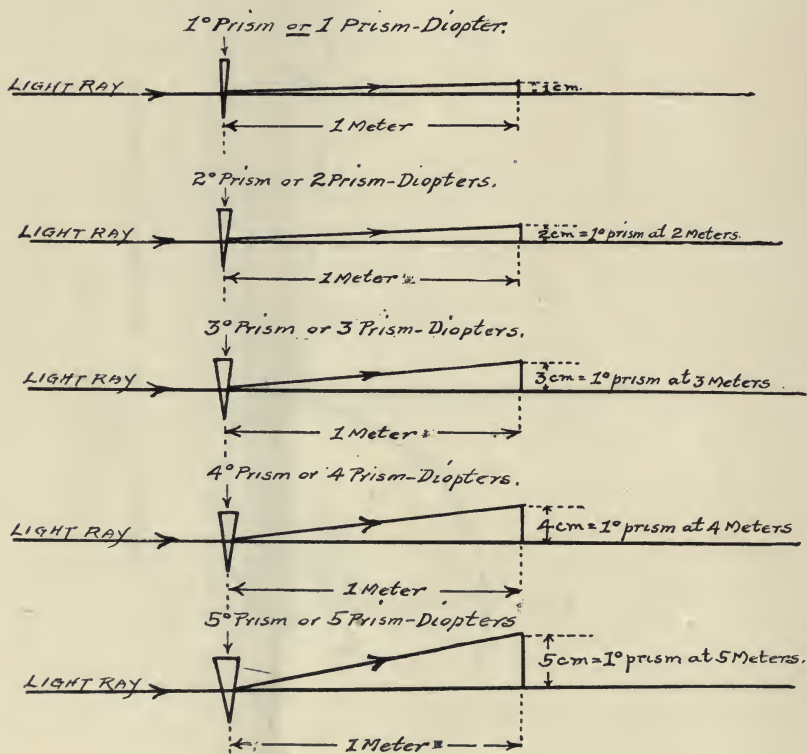 1° Prism or 1 Prism-Diopter.
LIGHT RAY
1 cm.
1 Meter
2° Prism or 2 Prism-Diopters.
LIGHT RAY
2 cm = 1° prism at 2 Meters.
1 Meter
3° Prism or 3 Prism-Diopters.
LIGHT RAY
3 cm = 1° prism at 3 Meters
1 Meter
4° Prism or 4 Prism-Diopters.
LIGHT RAY
4 cm = 1° prism at 4 Meters
1 Meter
5° Prism or 5 Prism-Diopters
LIGHT RAY
5 cm = 1° prism at 5 Meters.
1 Meter